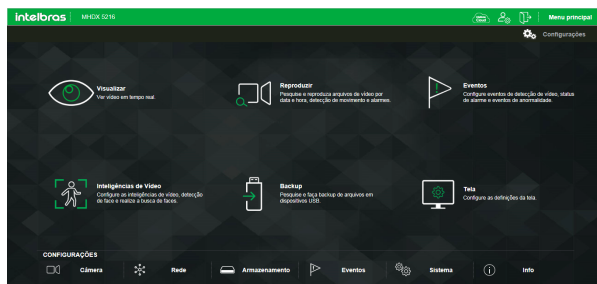 intelbras MHDX 5216 Menu principal
Configurações
Visualizar
Ver vídeo em tempo real.
Reproduzir
Pesquise e reproduza arquivos de vídeo por
data e hora, detecção de movimento e alarmes.
Eventos
Configure eventos de detecção de vídeo, status
de alarme e eventos de anormalidade.
Inteligências de Vídeo
Configure as inteligências de vídeo, detecção
de face e realize a busca de faces.
Backup
Pesquise e faça backup de arquivos em
dispositivos USB.
Tela
Configure as definições da tela.
CONFIGURAÇÕES
Câmera Rede Armazenamento Eventos Sistema Info